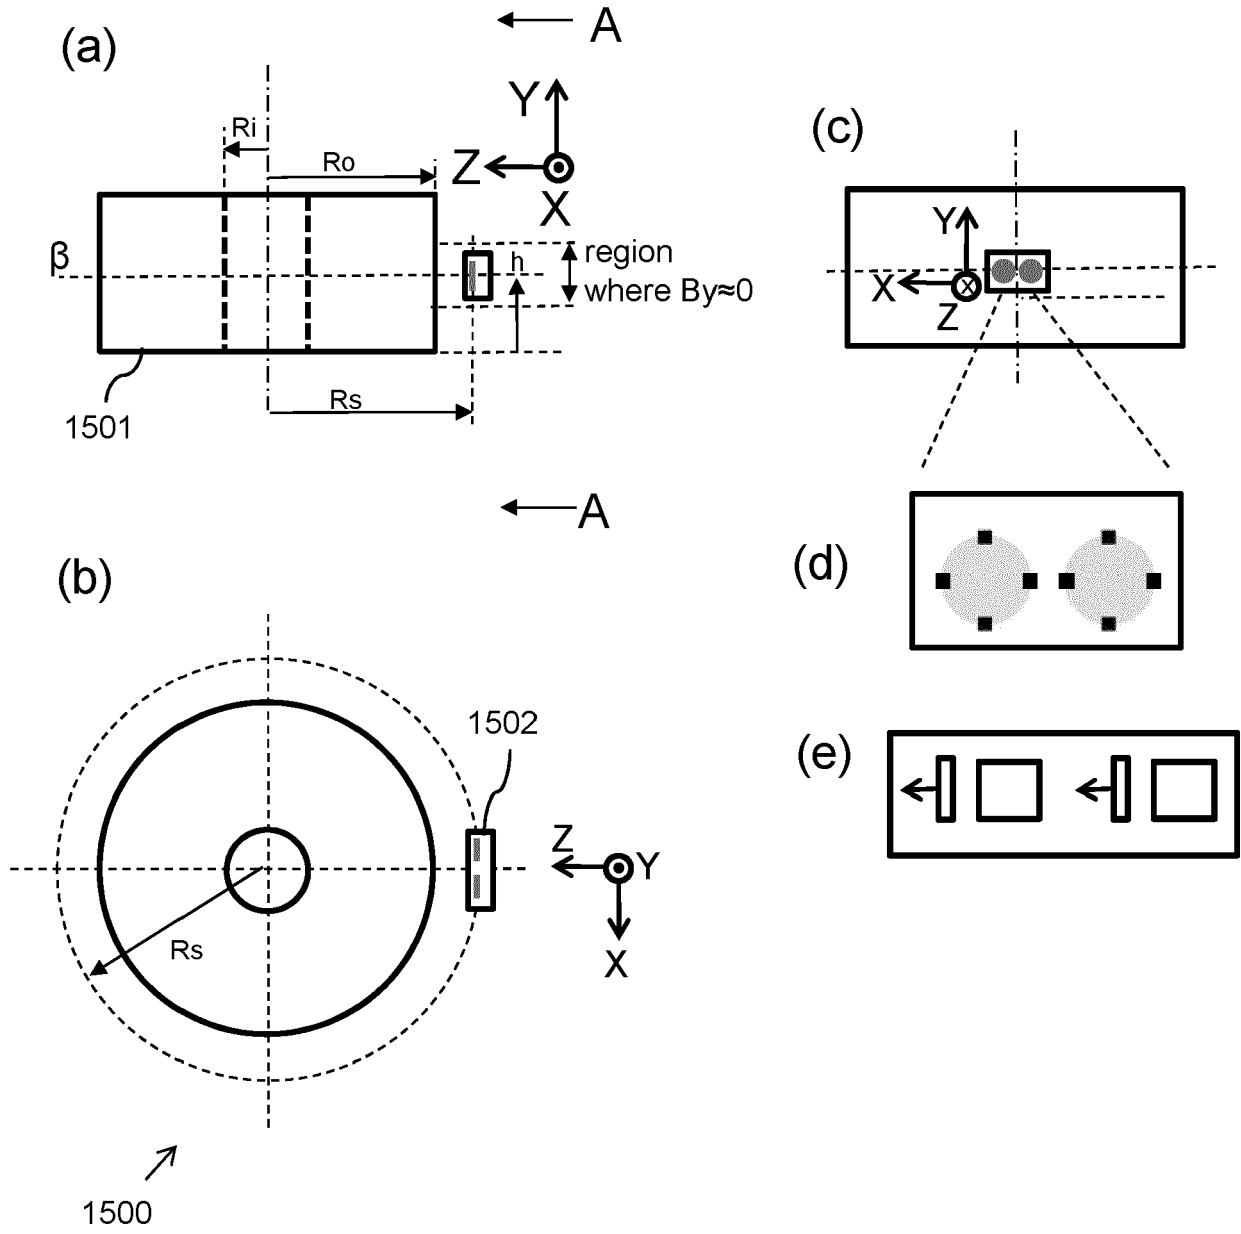 (a)
A
Ri
Ro
Y
Z
X
β
h
region
where By≈0
Rs
1501
(c)
Y
X
Z
X
A
(b)
1502
Z
Y
X
Rs
1500
(d)
(e)